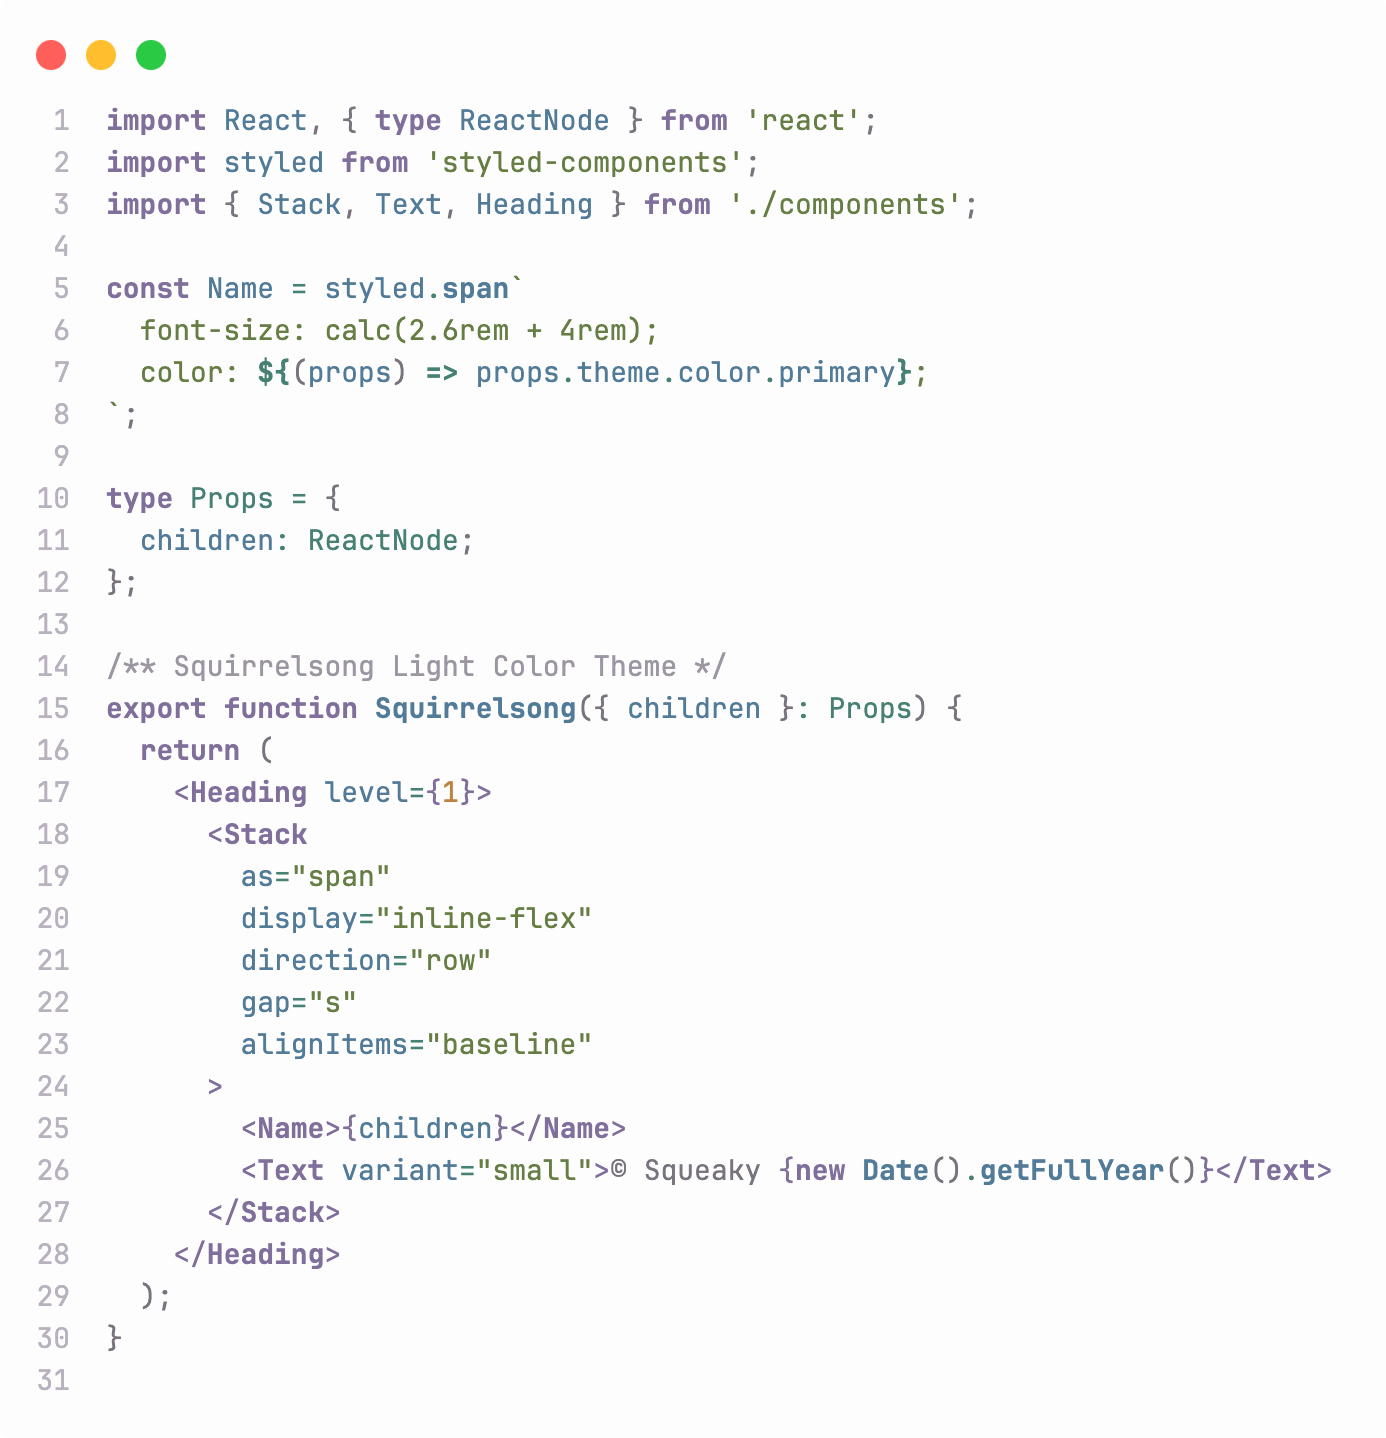 1 import React, { type ReactNode } from 'react';
2 import styled from 'styled-components';
3 import { Stack, Text, Heading } from './components';
4
5 const Name = styled.span`
6   font-size: calc(2.6rem + 4rem);
7   color: ${(props) => props.theme.color.primary};
8 `;
9
10 type Props = {
11   children: ReactNode;
12 };
13
14 /** Squirrelsong Light Color Theme */
15 export function Squirrelsong({ children }: Props) {
16   return (
17     <Heading level={1}>
18       <Stack
19         as="span"
20         display="inline-flex"
21         direction="row"
22         gap="s"
23         alignItems="baseline"
24       >
25         <Name>{children}</Name>
26         <Text variant="small">© Squeaky {new Date().getFullYear()}</Text>
27       </Stack>
28     </Heading>
29   );
30 }
31